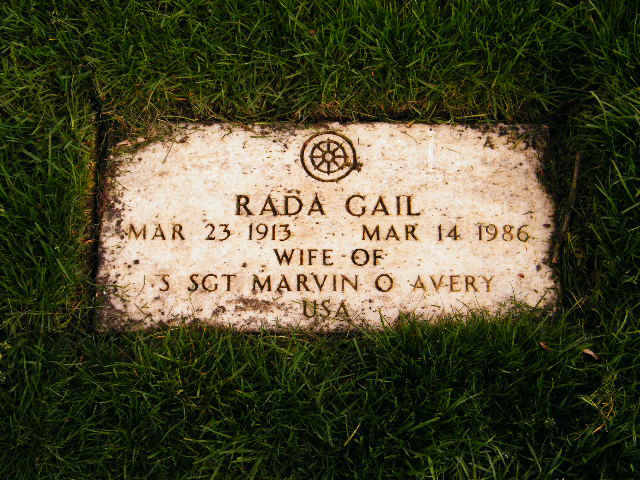 RADA GAIL
MAR 23 1913 MAR 14 1986
WIFE OF
S SGT MARVIN O AVERY
USA